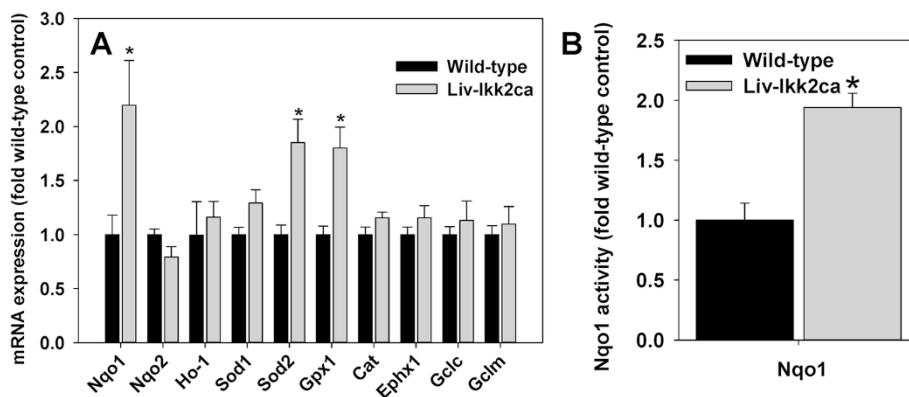 A
mRNA expression (fold wild-type control)
3.0
2.5
2.0
1.5
1.0
0.5
0.0
*
*
*
Wild-type
Liv-Ikk2ca
Nqo1
Nqo2
Ho-1
Sod1
Sod2
Gpx1
Cat
Ephx1
Gclc
Gclm
B
Nqo1 activity (fold wild-type control)
2.5
2.0
1.5
1.0
0.5
0.0
Wild-type
Liv-Ikk2ca
*
Nqo1